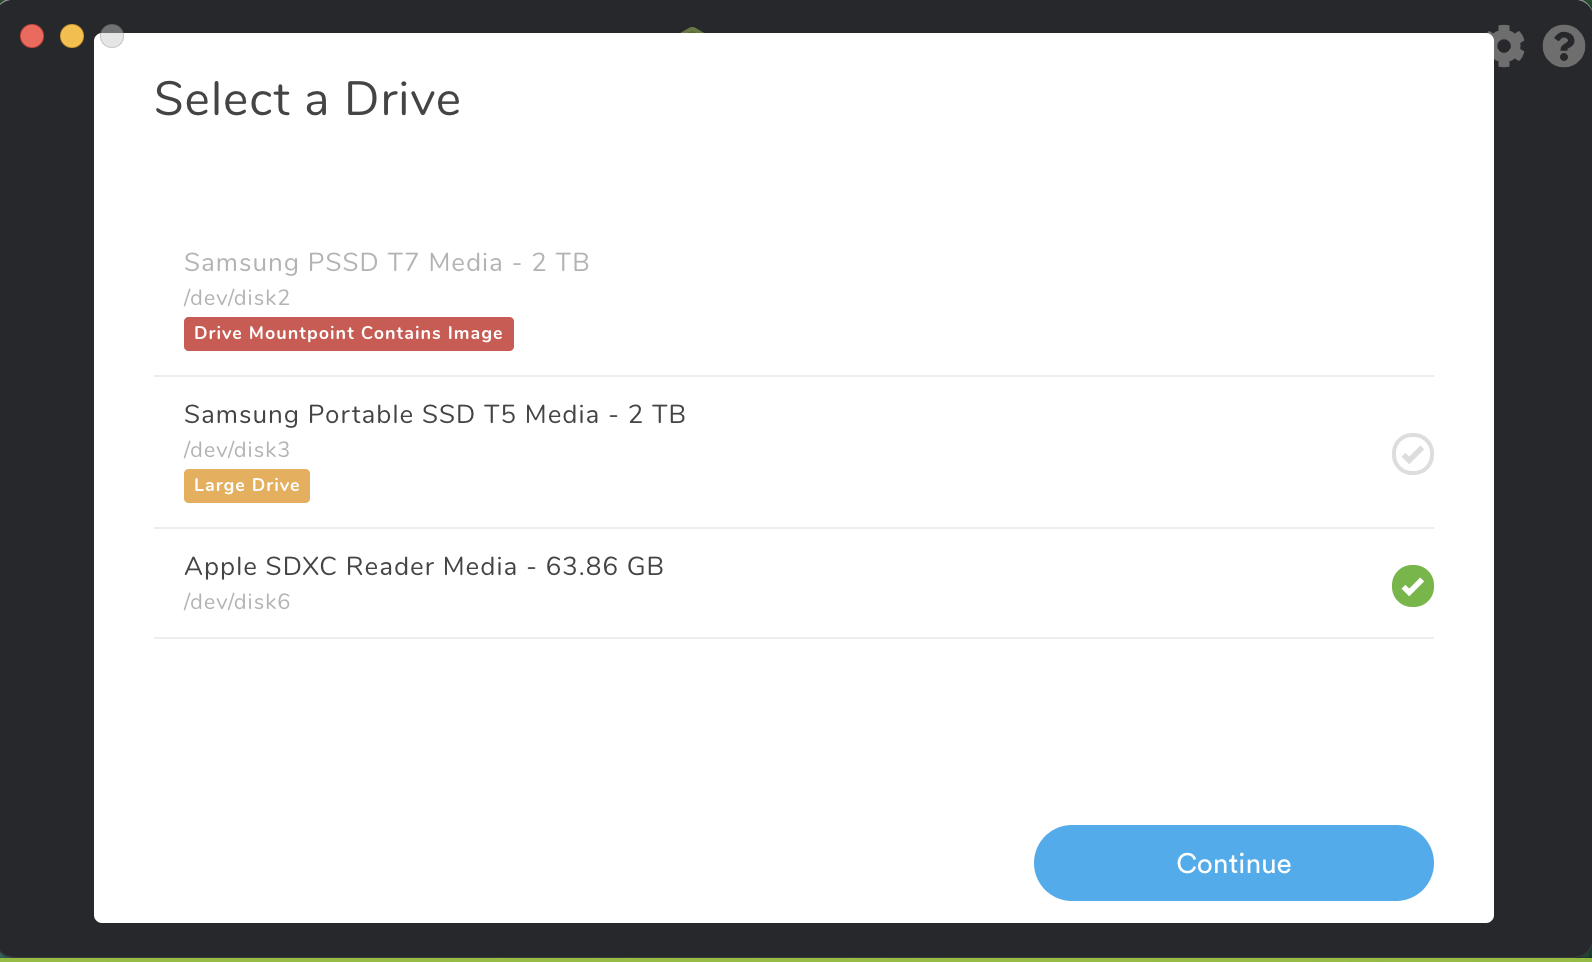 Select a Drive
Samsung PSSD T7 Media - 2 TB
/dev/disk2
Drive Mountpoint Contains Image
Samsung Portable SSD T5 Media - 2 TB
/dev/disk3
Large Drive
Apple SDXC Reader Media - 63.86 GB
/dev/disk6
Continue